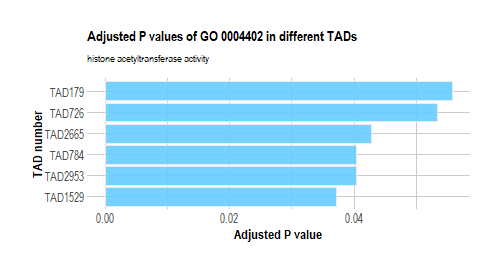 Adjusted P values of GO 0004402 in different TADs
histone acetyltransferase activity
TAD179
TAD726
TAD2665
TAD784
TAD2953
TAD1529
TAD number
0.00 0.02 0.04
Adjusted P value